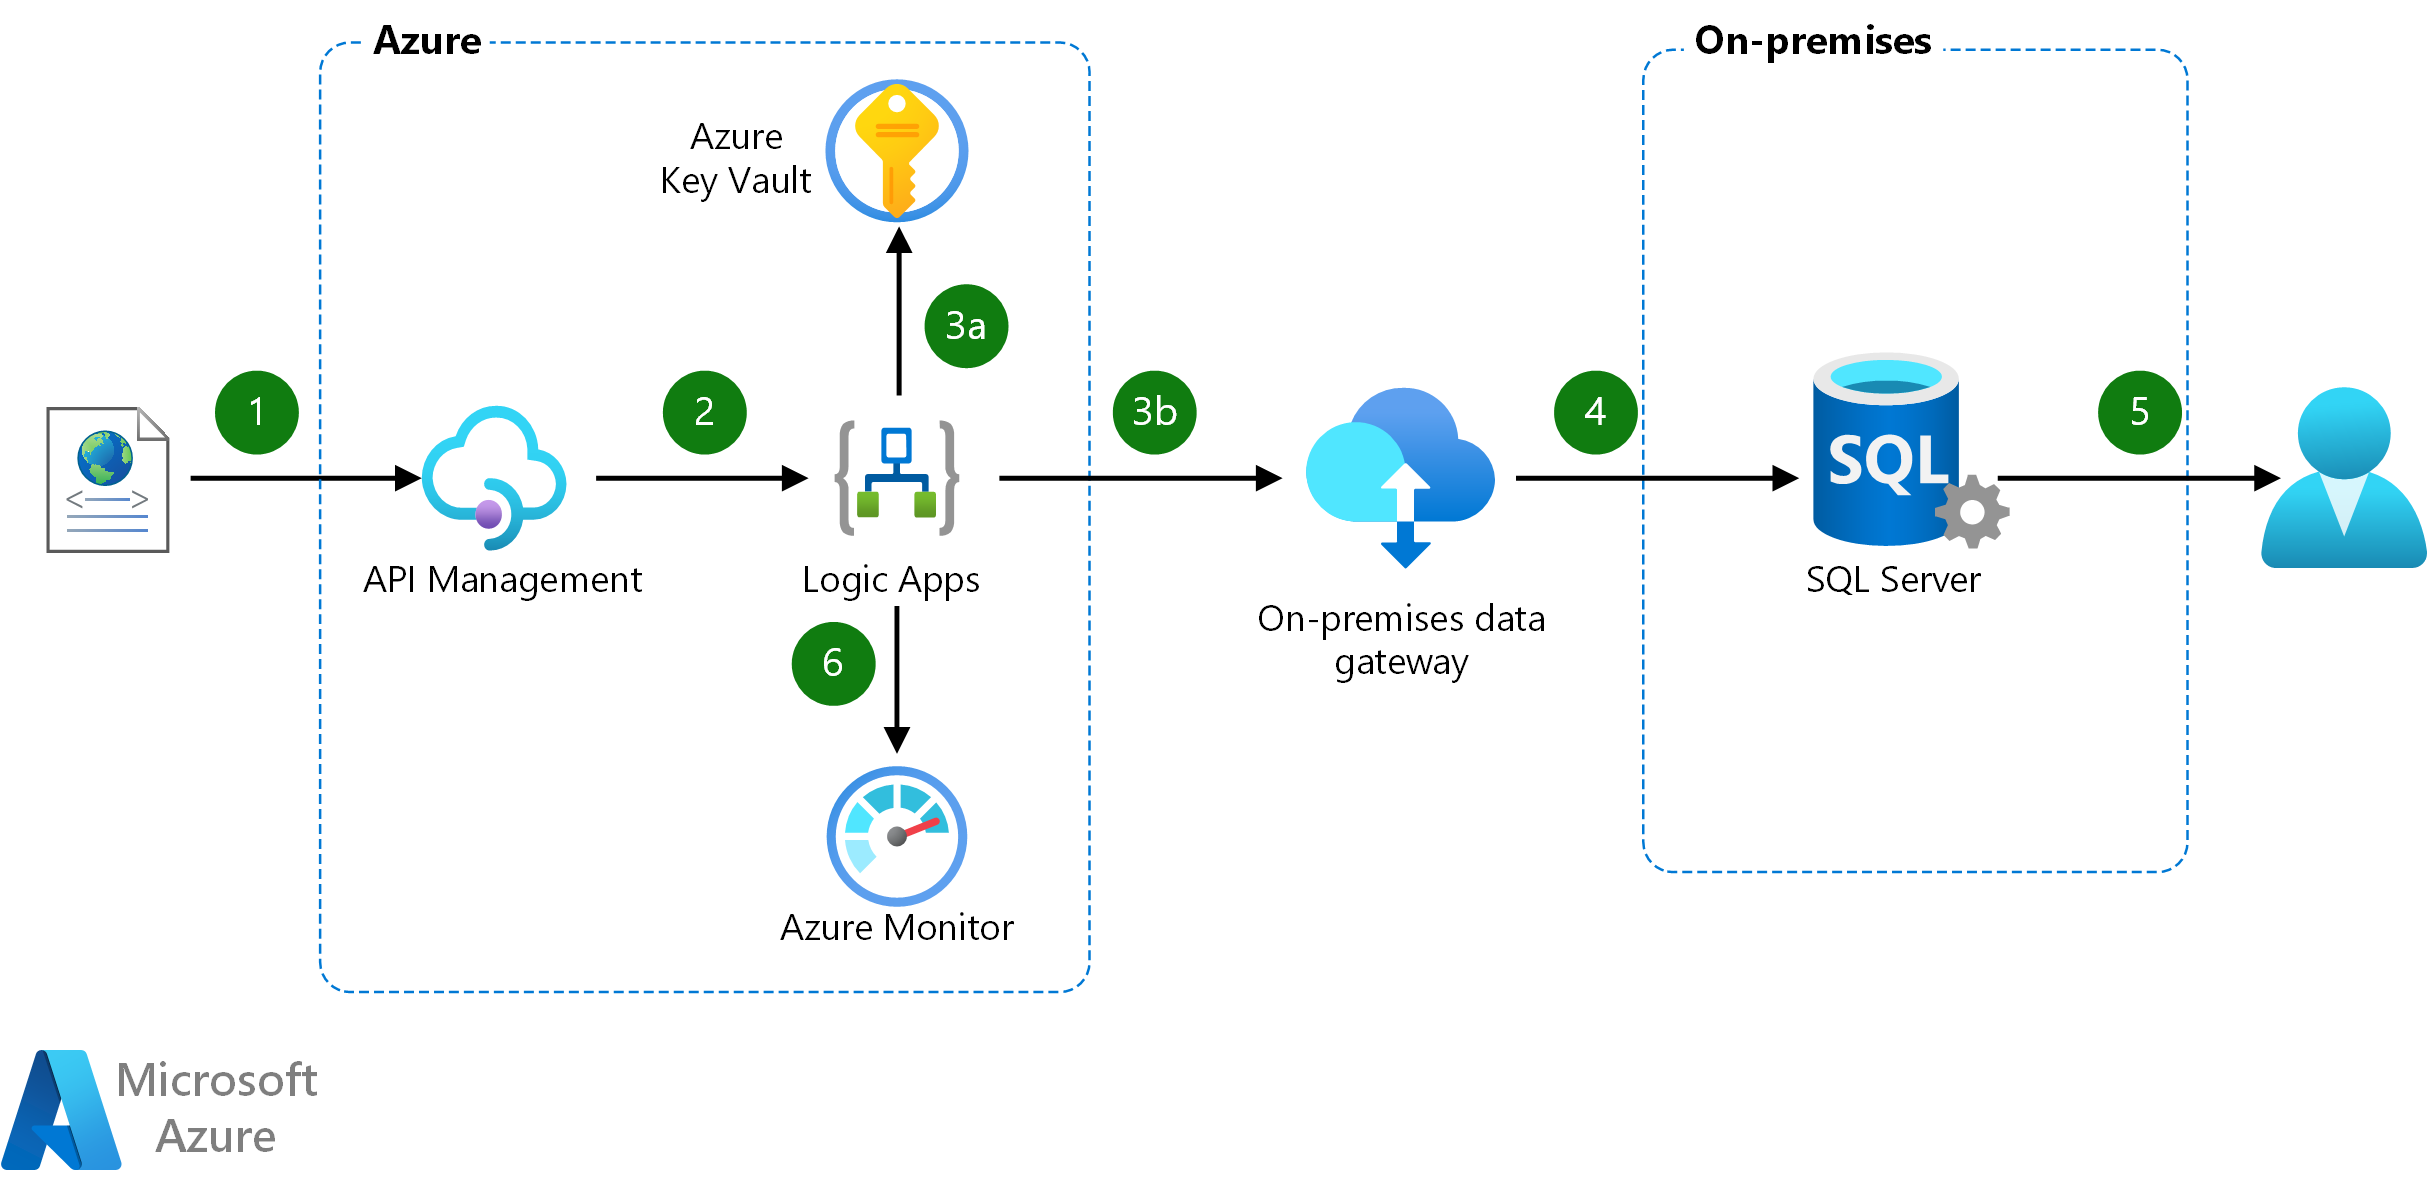 Azure
On-premises
Azure
Key Vault
3a
1
2
3b
4
5
SQL
API Management
Logic Apps
SQL Server
On-premises data
gateway
6
Azure Monitor
Microsoft
Azure